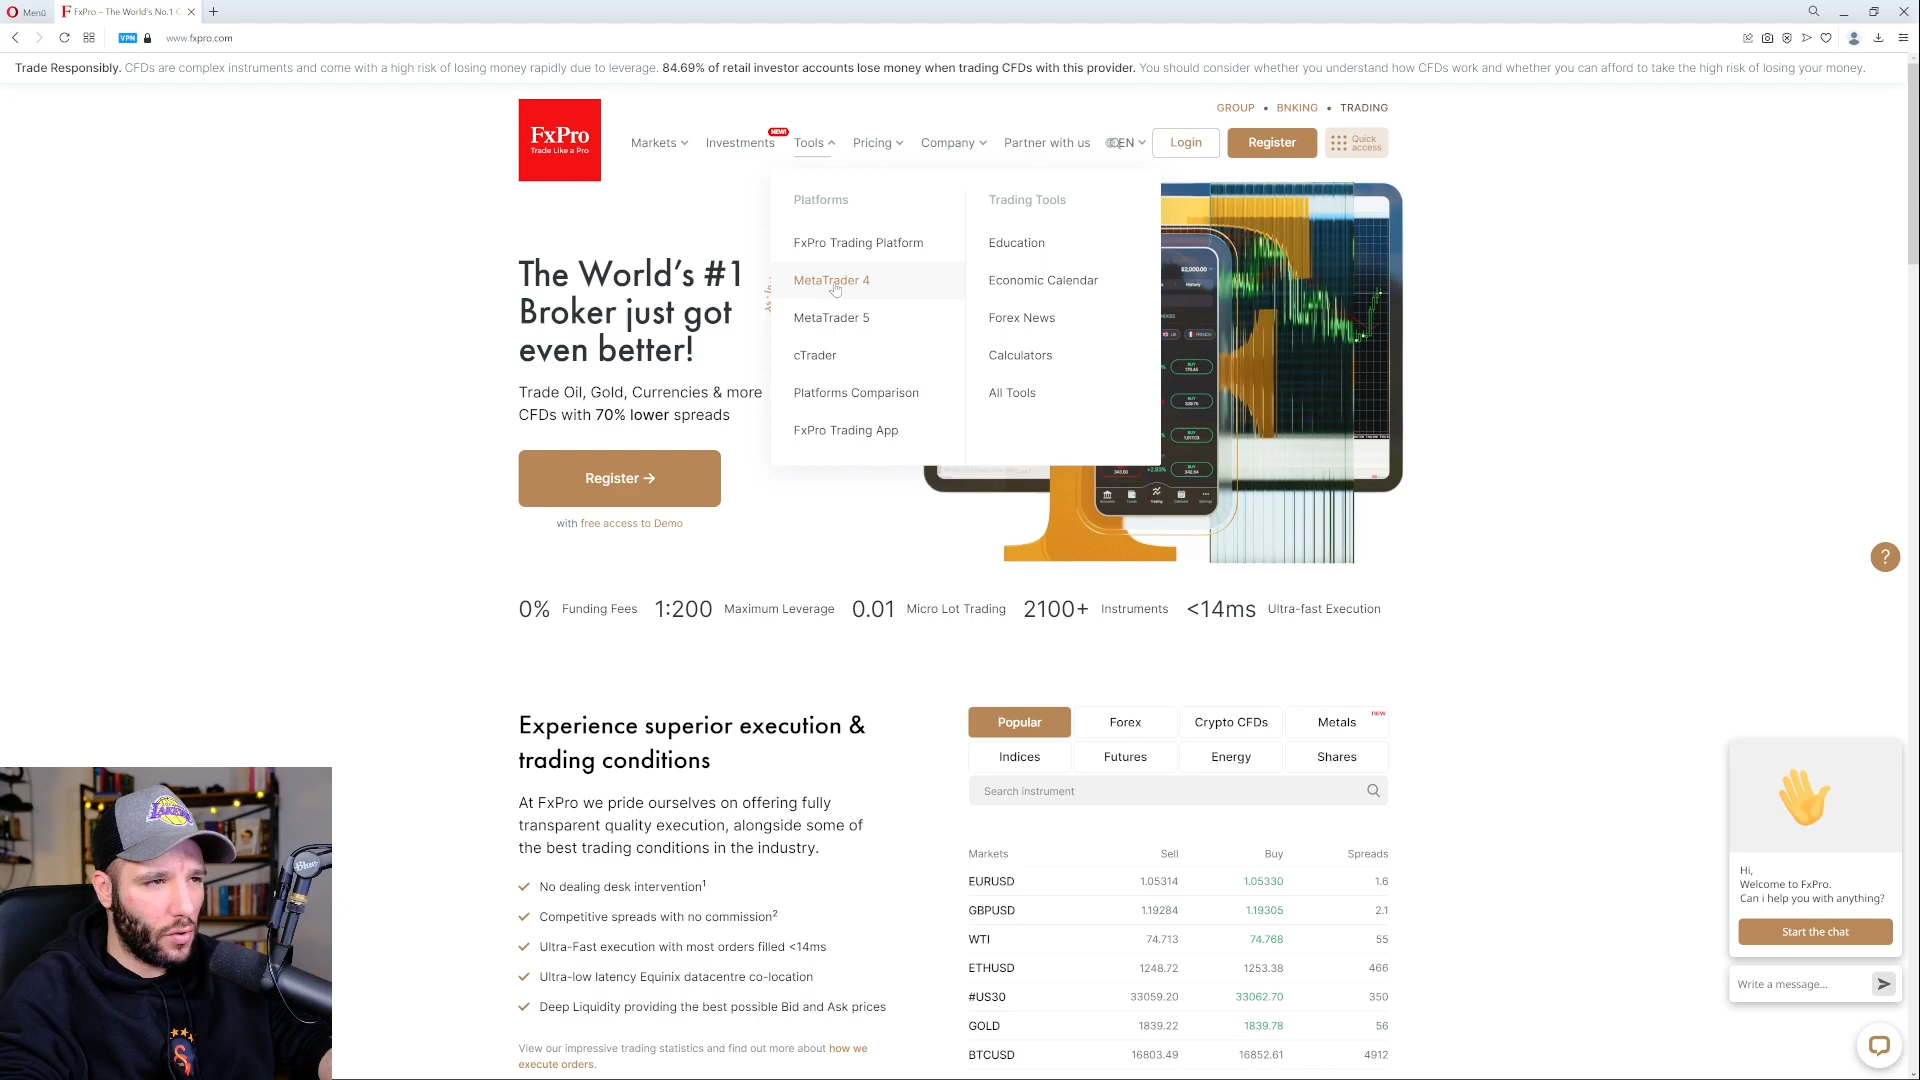 Menü
FxPro – The World's No.1
VPN
www.fxpro.com
Trade Responsibly. CFDs are complex instruments and come with a high risk of losing money rapidly due to leverage. 84.69% of retail investor accounts lose money when trading CFDs with this provider. You should consider whether you understand how CFDs work and whether you can afford to take the high risk of losing your money.
GROUP • BNKING • TRADING
FxPro
Trade Like a Pro
Markets
Investments
NEW!
Tools
Pricing
Company
Partner with us
EN
Login
Register
Quick access
Platforms
FxPro Trading Platform
MetaTrader 4
MetaTrader 5
cTrader
Platforms Comparison
FxPro Trading App
Trading Tools
Education
Economic Calendar
Forex News
Calculators
All Tools
The World's #1
Broker just got
even better!
Trade Oil, Gold, Currencies & more
CFDs with 70% lower spreads
Register →
with free access to Demo
$2,000.00
History
0% Funding Fees
1:200 Maximum Leverage
0.01 Micro Lot Trading
2100+ Instruments
<14ms Ultra-fast Execution
Experience superior execution &
trading conditions
At FxPro we pride ourselves on offering fully
transparent quality execution, alongside some of
the best trading conditions in the industry.
No dealing desk intervention1
Competitive spreads with no commission2
Ultra-Fast execution with most orders filled <14ms
Ultra-low latency Equinix datacentre co-location
Deep Liquidity providing the best possible Bid and Ask prices
View our impressive trading statistics and find out more about how we
execute orders.
Popular Forex Crypto CFDs Metals new
Indices Futures Energy Shares
Search instrument
Markets Sell Buy Spreads
EURUSD 1.05314 1.05330 1.6
GBPUSD 1.19284 1.19305 2.1
WTI 74.713 74.768 55
ETHUSD 1248.72 1253.38 466
#US30 33059.20 33062.70 350
GOLD 1839.22 1839.78 56
BTCUSD 16803.49 16852.61 4912
?
Hi,
Welcome to FxPro.
Can i help you with anything?
Start the chat
Write a message...
LAKERS
Blue